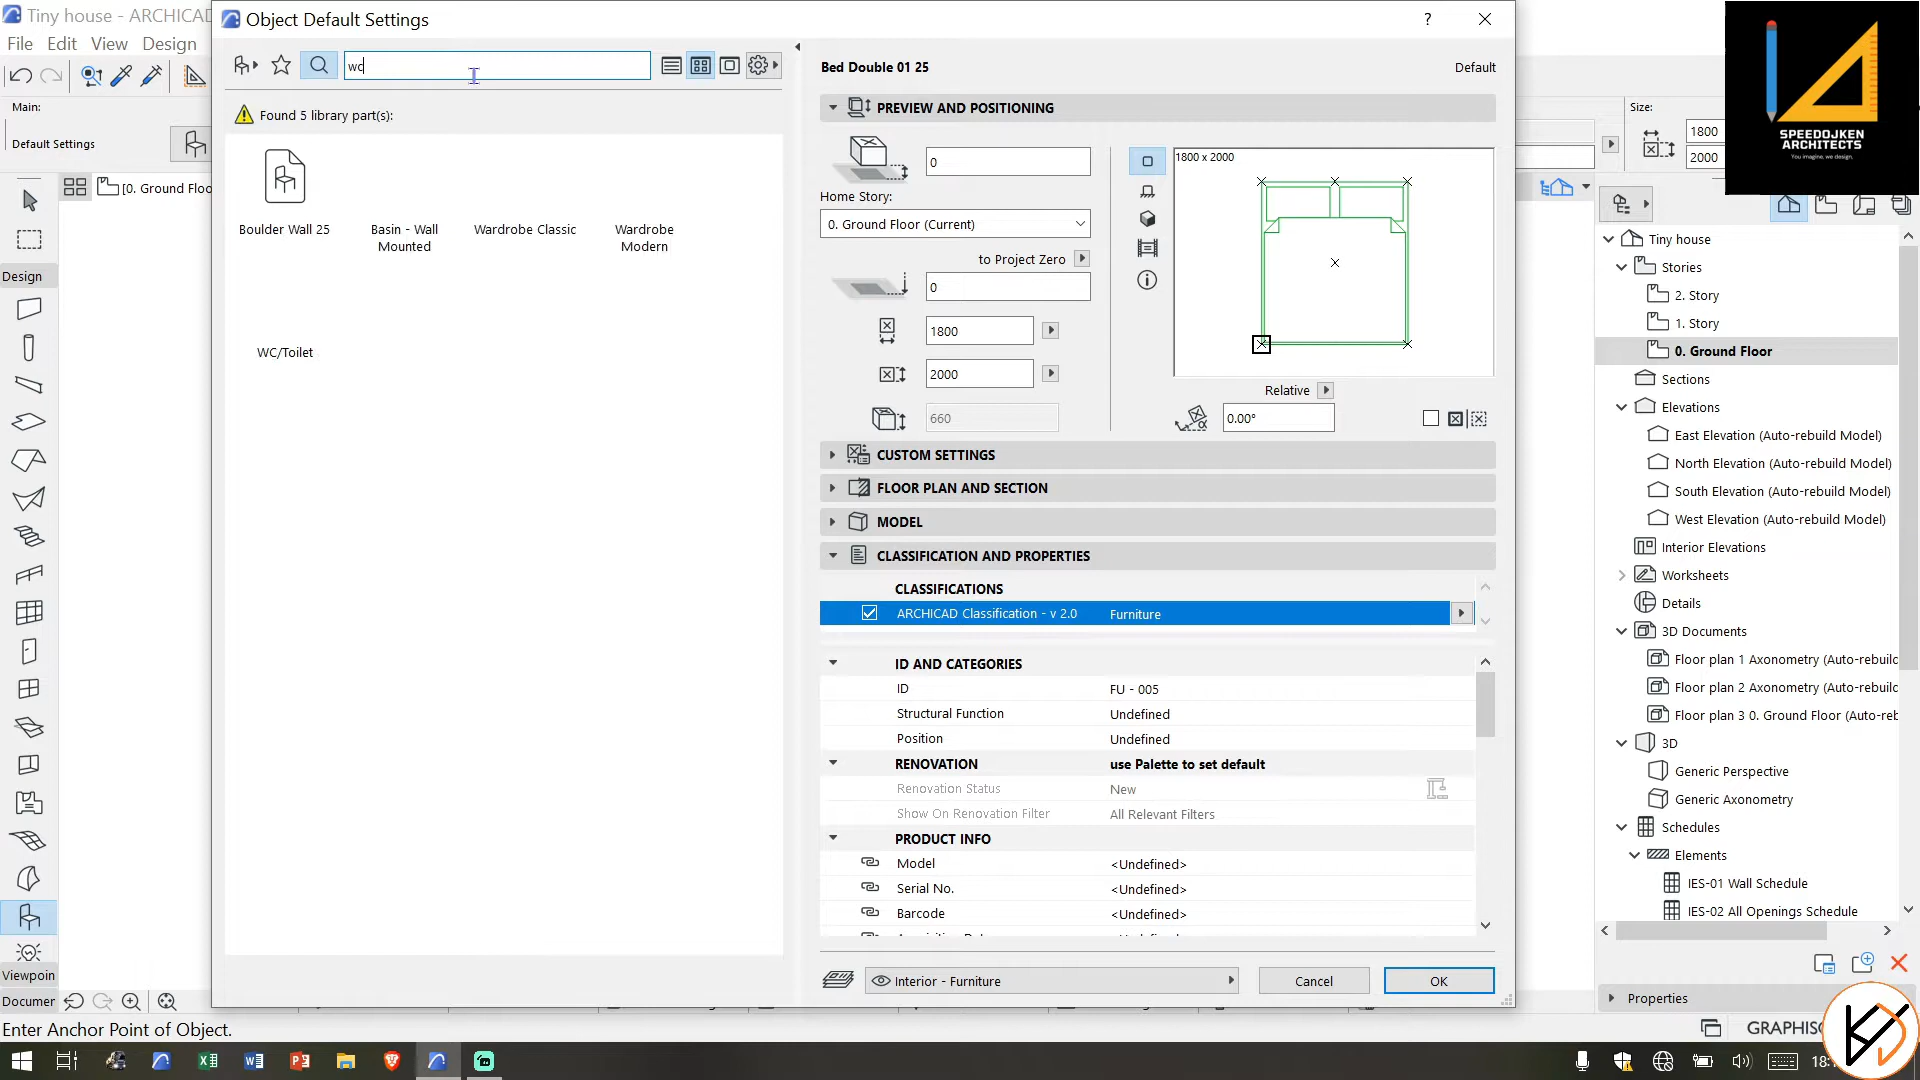 Tiny house - ARCHICAD
Object Default Settings
File Edit View Design
wc
Bed Double 01 25
Default
Main:
Default Settings
Found 5 library part(s):
PREVIEW AND POSITIONING
Size:
1800
2000
SPEEDOJKEN
ARCHITECTS
You imagine, we design.
[0. Ground Floo
Boulder Wall 25
Basin - Wall
Mounted
Wardrobe Classic
Wardrobe
Modern
WC/Toilet
0
Home Story:
0. Ground Floor (Current)
to Project Zero
0
1800
2000
660
1800 x 2000
Relative
0.00°
CUSTOM SETTINGS
FLOOR PLAN AND SECTION
MODEL
CLASSIFICATION AND PROPERTIES
CLASSIFICATIONS
ARCHICAD Classification - v 2.0 Furniture
ID AND CATEGORIES
ID FU - 005
Structural Function Undefined
Position Undefined
RENOVATION use Palette to set default
Renovation Status New
Show On Renovation Filter All Relevant Filters
PRODUCT INFO
Model <Undefined>
Serial No. <Undefined>
Barcode <Undefined>
Interior - Furniture
Cancel
OK
Design
Viewpoin
Documer
Tiny house
Stories
2. Story
1. Story
0. Ground Floor
Sections
Elevations
East Elevation (Auto-rebuild Model)
North Elevation (Auto-rebuild Model)
South Elevation (Auto-rebuild Model)
West Elevation (Auto-rebuild Model)
Interior Elevations
Worksheets
Details
3D Documents
Floor plan 1 Axonometry (Auto-rebuilc
Floor plan 2 Axonometry (Auto-rebuilc
Floor plan 3 0. Ground Floor (Auto-reb
3D
Generic Perspective
Generic Axonometry
Schedules
Elements
IES-01 Wall Schedule
IES-02 All Openings Schedule
Properties
GRAPHISO
Enter Anchor Point of Object.